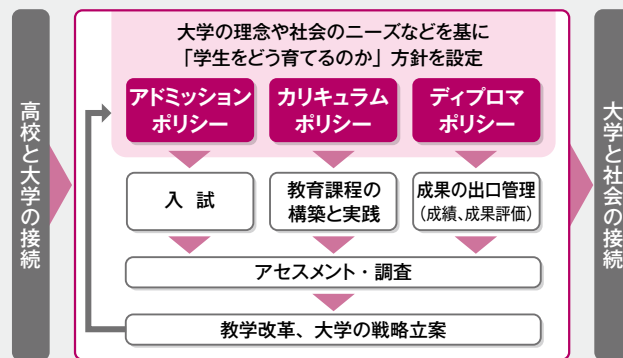 高校と大学の接続
大学の理念や社会のニーズなどを基に
「学生をどう育てるのか」方針を設定
アドミッション
ポリシー
カリキュラム
ポリシー
ディプロマ
ポリシー
入 試
教育課程の
構築と実践
成果の出口管理
(成績、成果評価)
アセスメント・調査
教学改革、大学の戦略立案
大学と社会の接続